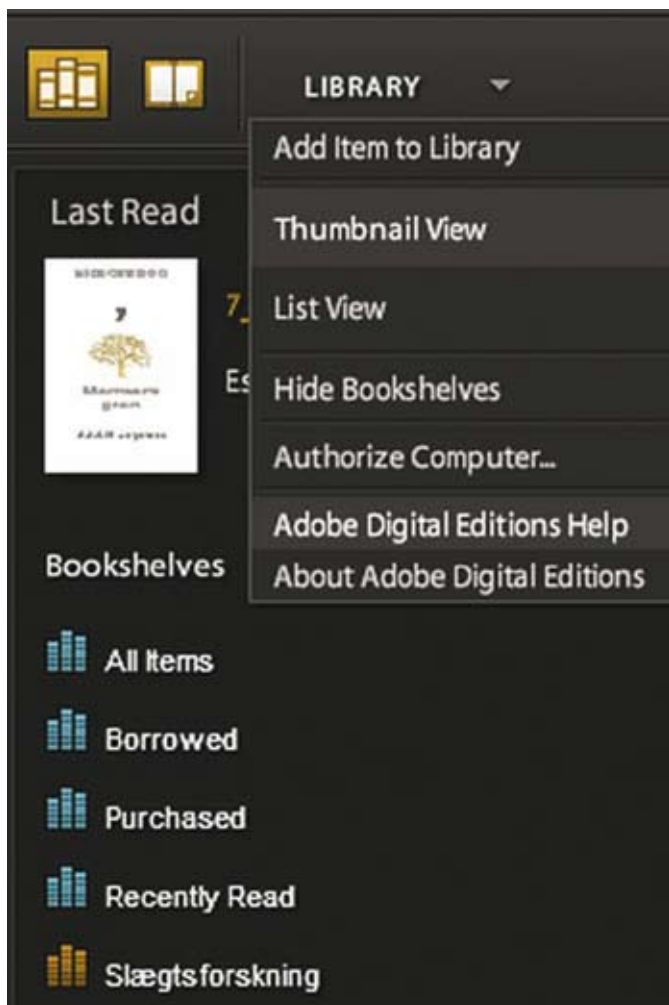 LIBRARY
Add Item to Library
Last Read
Thumbnail View
y
7_
List View
Es
Hide Bookshelves
Authorize Computer...
Adobe Digital Editions Help
Bookshelves
About Adobe Digital Editions
All Items
Borrowed
Purchased
Recently Read
Slægtsforskning